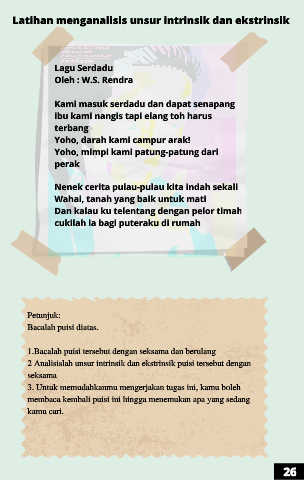 Latihan menganalisis unsur intrinsik dan ekstrinsik
Lagu Serdadu
Oleh : W.S. Rendra
Kami masuk serdadu dan dapat senapang
ibu kami nangis tapi elang toh harus
terbang
Yoho, darah kami campur arak!
Yoho, mimpi kami patung-patung dari
perak
Nenek cerita pulau-pulau kita indah sekali
Wahai, tanah yang baik untuk mati
Dan kalau ku telentang dengan pelor timah
cukilah ia bagi puteraku di rumah
Petunjuk:
Bacalah puisi diatas.
1.Bacalah puisi tersebut dengan seksama dan berulang
2 Analisislah unsur intrinsik dan ekstrinsik puisi tersebut dengan
seksama
3. Untuk memudahkanmu mengerjakan tugas ini, kamu boleh
membaca kembali puisi ini hingga menemukan apa yang sedang
kamu cari.
26